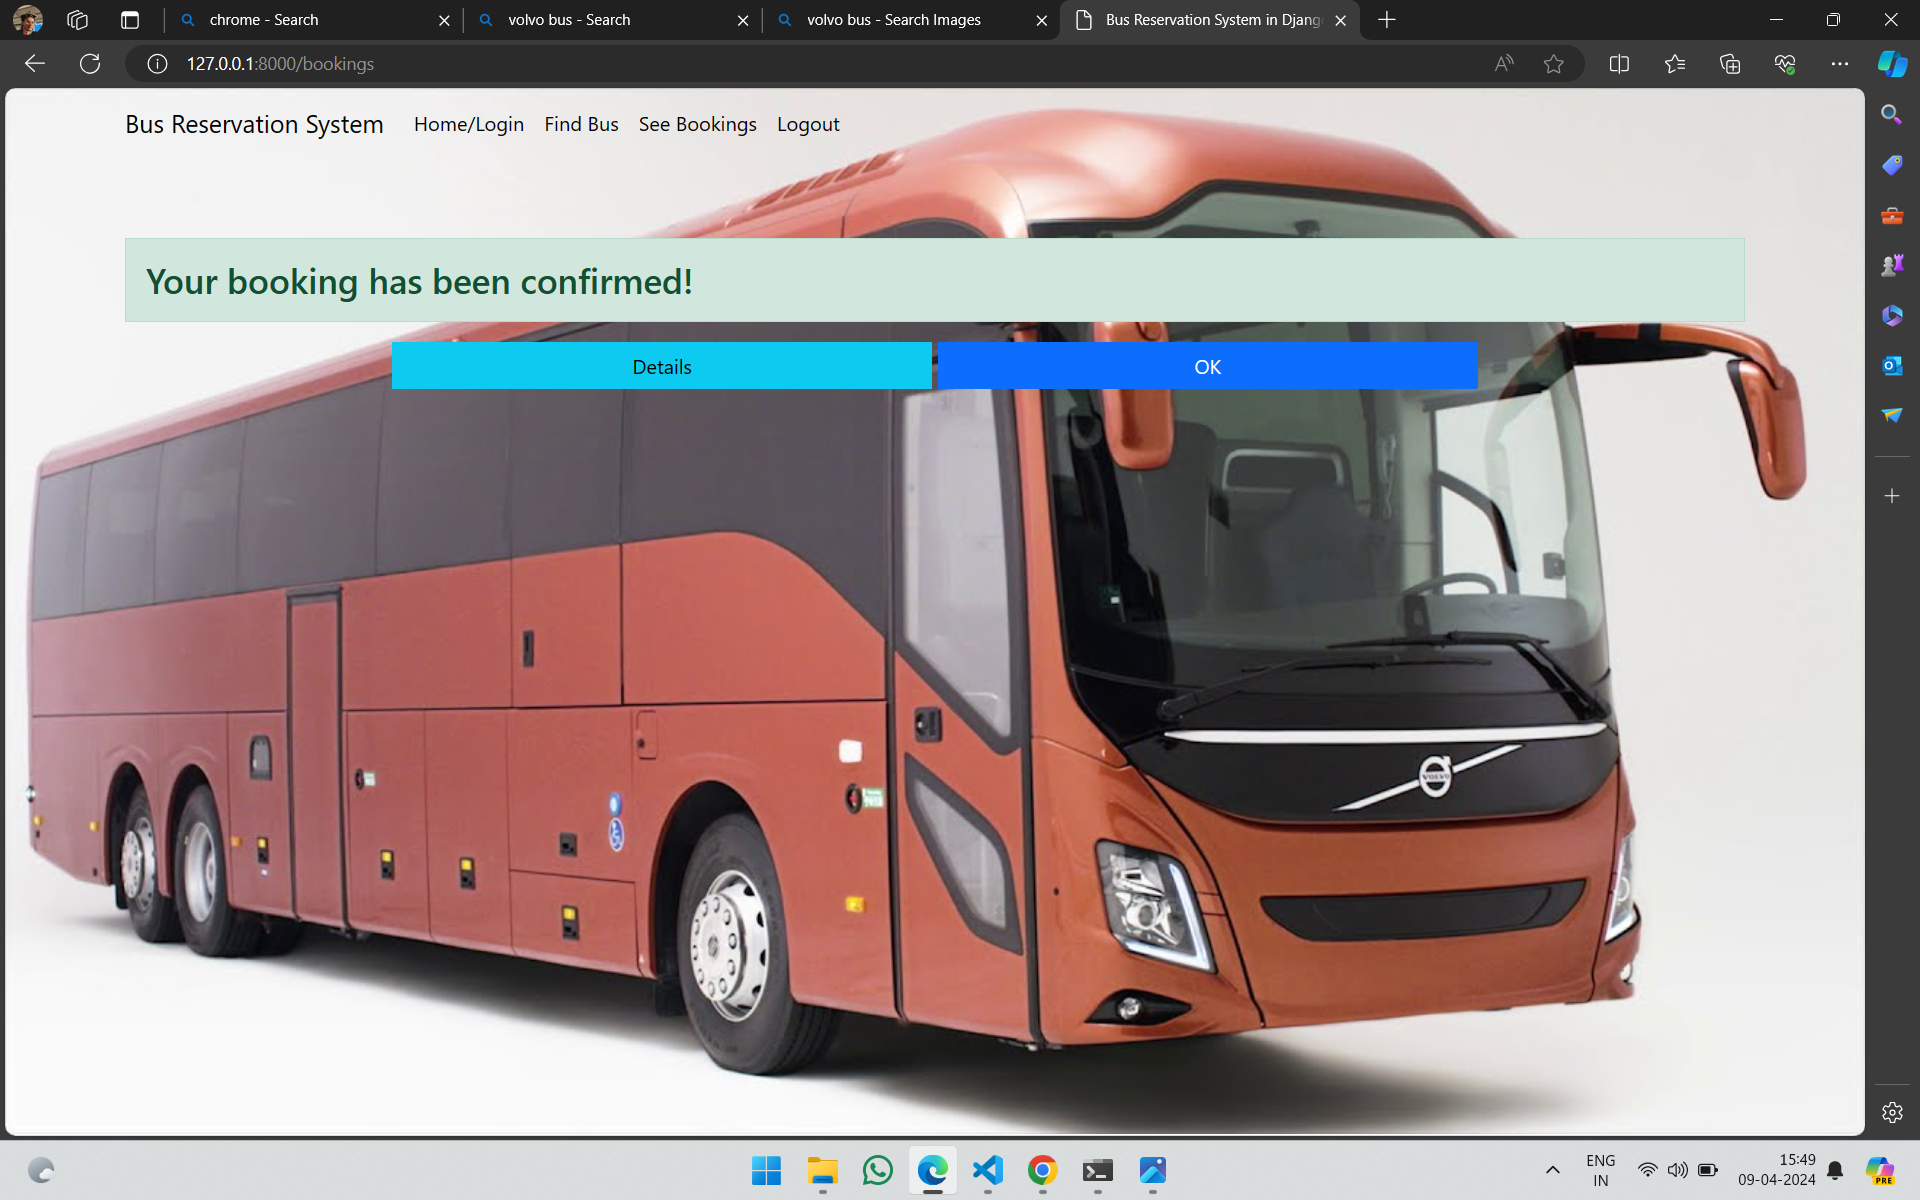 chrome - Search
volvo bus - Search
volvo bus - Search Images
Bus Reservation System in Djang
127.0.0.1:8000/bookings
Bus Reservation System
Home/Login
Find Bus
See Bookings
Logout
Your booking has been confirmed!
Details
OK
VOLVO
ENG
IN
15:49
09-04-2024
PRE